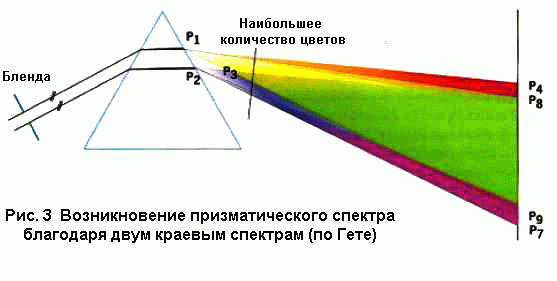 Наибольшее
количество цветов
Бленда
P1
P2
P3
P4
P8
P9
P7
Рис. 3 Возникновение призматического спектра
благодаря двум краевым спектрам (по Гете)